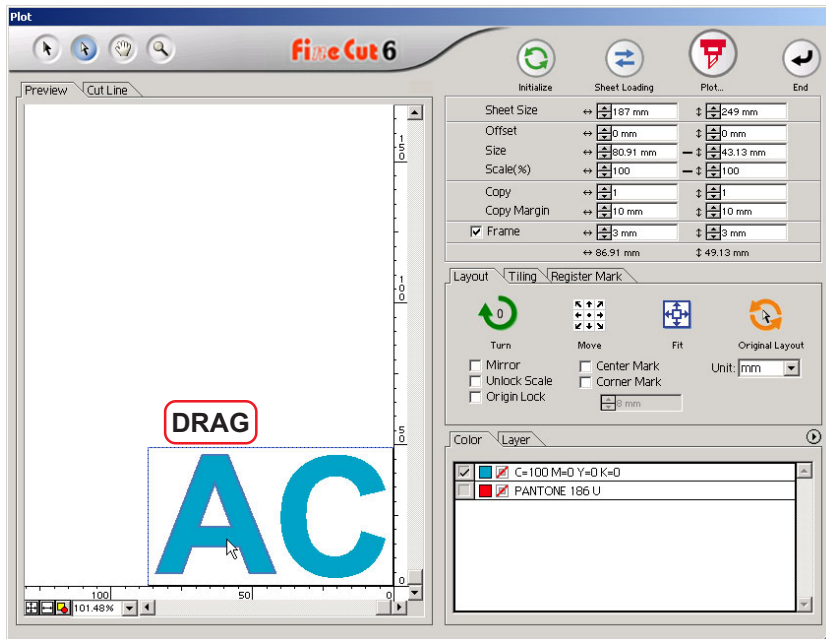 Plot
FineCut 6
Initialize
Sheet Loading
Plot...
End
Preview
Cut Line
Sheet Size 187 mm 249 mm
Offset 0 mm 0 mm
Size 80.91 mm 43.13 mm
Scale(%) 100 100
Copy 1 1
Copy Margin 10 mm 10 mm
Frame 3 mm 3 mm
86.91 mm 49.13 mm
150
100
50
0
Layout
Tiling
Register Mark
0
Turn
Move
Fit
Original Layout
Mirror
Center Mark
Unit: mm
Unlock Scale
Corner Mark
Origin Lock
8 mm
DRAG
AC
Color
Layer
C=100 M=0 Y=0 K=0
PANTONE 186 U
100 50 0
101.48%